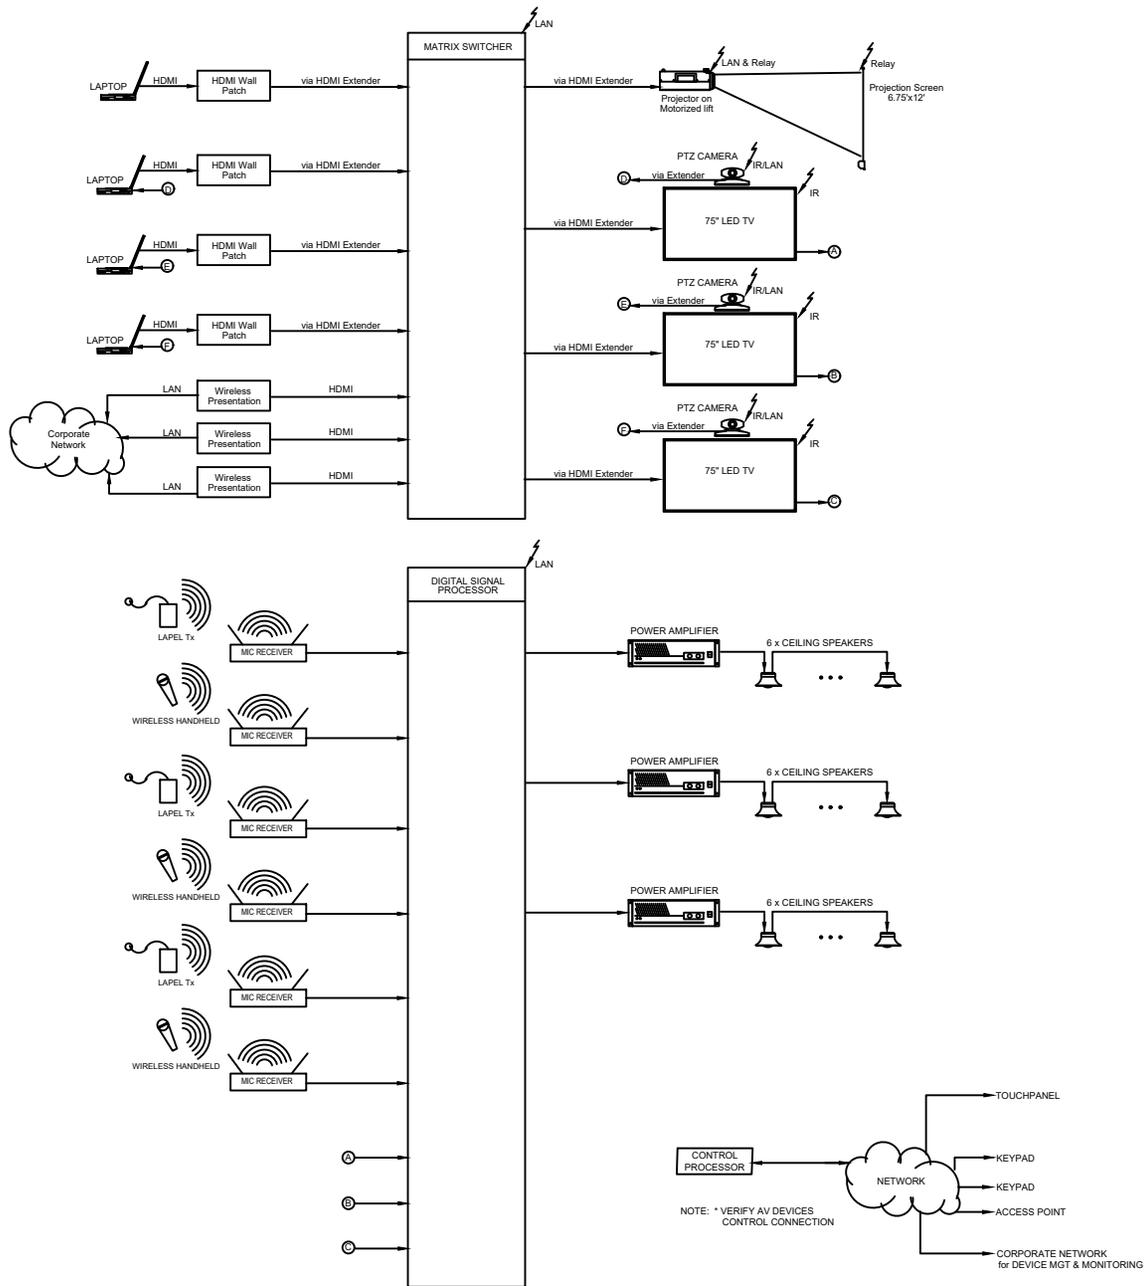 LAN
MATRIX SWITCHER
LAPTOP
HDMI
HDMI Wall
Patch
via HDMI Extender
via HDMI Extender
LAN & Relay
Projector on
Motorized lift
Relay
Projection Screen
6.75'x12'
LAPTOP
HDMI
D
HDMI Wall
Patch
via HDMI Extender
PTZ CAMERA
IR/LAN
D
via Extender
IR
via HDMI Extender
75" LED TV
A
LAPTOP
HDMI
E
HDMI Wall
Patch
via HDMI Extender
PTZ CAMERA
IR/LAN
E
via Extender
IR
via HDMI Extender
75" LED TV
B
LAPTOP
HDMI
F
HDMI Wall
Patch
via HDMI Extender
LAN
Wireless
Presentation
HDMI
PTZ CAMERA
IR/LAN
F
via Extender
IR
Corporate
Network
LAN
Wireless
Presentation
HDMI
via HDMI Extender
75" LED TV
C
LAN
Wireless
Presentation
HDMI
LAN
DIGITAL SIGNAL
PROCESSOR
LAPEL Tx
MIC RECEIVER
POWER AMPLIFIER
6 x CEILING SPEAKERS
WIRELESS HANDHELD
MIC RECEIVER
LAPEL Tx
MIC RECEIVER
POWER AMPLIFIER
6 x CEILING SPEAKERS
WIRELESS HANDHELD
MIC RECEIVER
POWER AMPLIFIER
6 x CEILING SPEAKERS
LAPEL Tx
MIC RECEIVER
WIRELESS HANDHELD
MIC RECEIVER
A
B
C
CONTROL
PROCESSOR
NETWORK
TOUCHPANEL
KEYPAD
KEYPAD
ACCESS POINT
CORPORATE NETWORK
for DEVICE MGT & MONITORING
NOTE: * VERIFY AV DEVICES
CONTROL CONNECTION